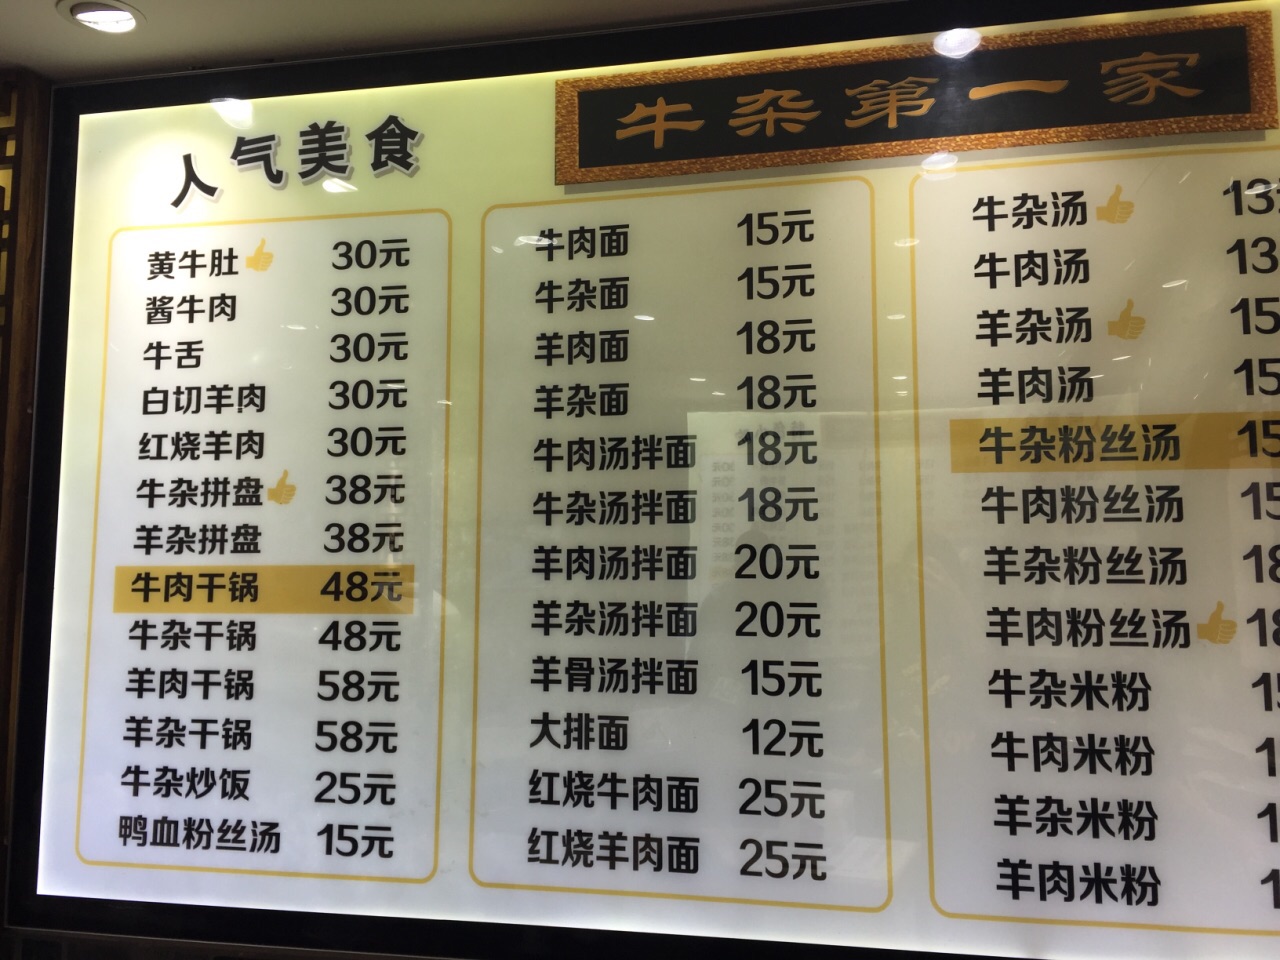 牛杂第一家
人气美食
黄牛肚 30元
酱牛肉 30元
牛舌 30元
白切羊肉 30元
红烧羊肉 30元
牛杂拼盘 38元
羊杂拼盘 38元
牛肉干锅 48元
牛杂干锅 48元
羊肉干锅 58元
羊杂干锅 58元
牛杂炒饭 25元
鸭血粉丝汤 15元
牛肉面 15元
牛杂面 15元
羊肉面 18元
羊杂面 18元
牛肉汤拌面 18元
牛杂汤拌面 18元
羊肉汤拌面 20元
羊杂汤拌面 20元
羊骨汤拌面 15元
大排面 12元
红烧牛肉面 25元
红烧羊肉面 25元
牛杂汤 13
牛肉汤 13
羊杂汤 15
羊肉汤 15
牛杂粉丝汤 15
牛肉粉丝汤 15
羊杂粉丝汤 18
羊肉粉丝汤 18
牛杂米粉 15
牛肉米粉
羊杂米粉
羊肉米粉